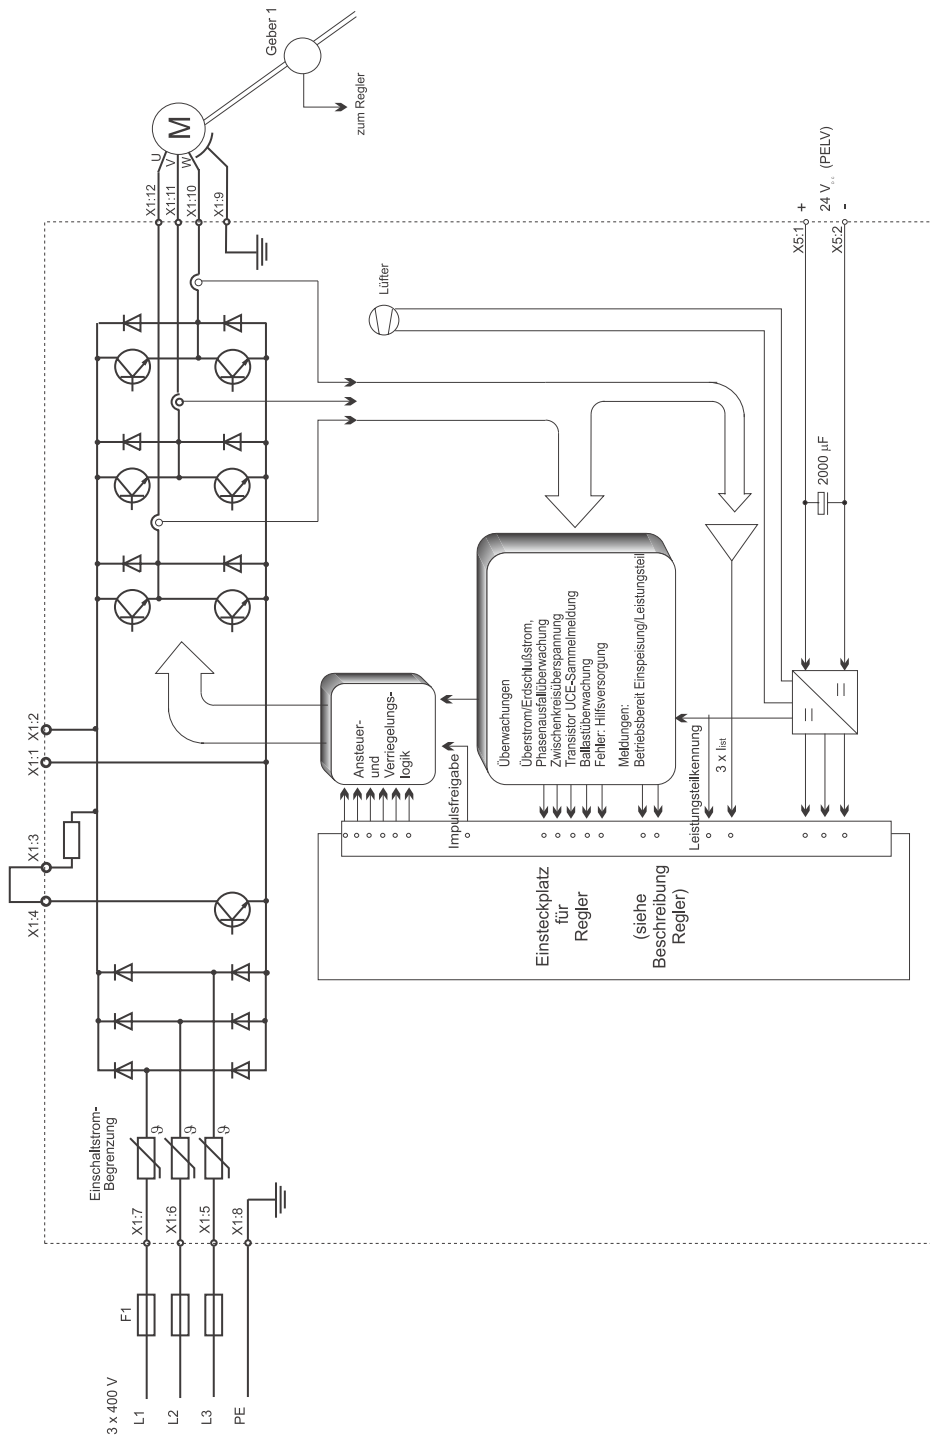 3 x 400 V
L1
L2
L3
PE
F1
X1:7
X1:6
X1:5
X1:8
Einschaltstrom-
Begrenzung
ϑ
ϑ
ϑ
X1:4
X1:3
X1:1
X1:2
Ansteuer-
und
Verriegelungs-
logik
Impulsfreigabe
Überwachungen
Überstrom/Erdschlußstrom,
Phasenausfallüberwachung
Zwischenkreisüberspannung
Transistor UCE-Sammelmeldung
Ballastüberwachung
Fehler: Hilfsversorgung
Meldungen:
Betriebsbereit Einspeisung/Leistungsteil
Leistungsteilkennung
3 x Iist
Einsteckplatz
für
Regler
(siehe
Beschreibung
Regler)
2000 µF
Lüfter
X1:12
X1:11
X1:10
X1:9
U
V
W
M
Geber 1
zum Regler
X5:1
X5:2
+
24 V D.C. (PELV)
-